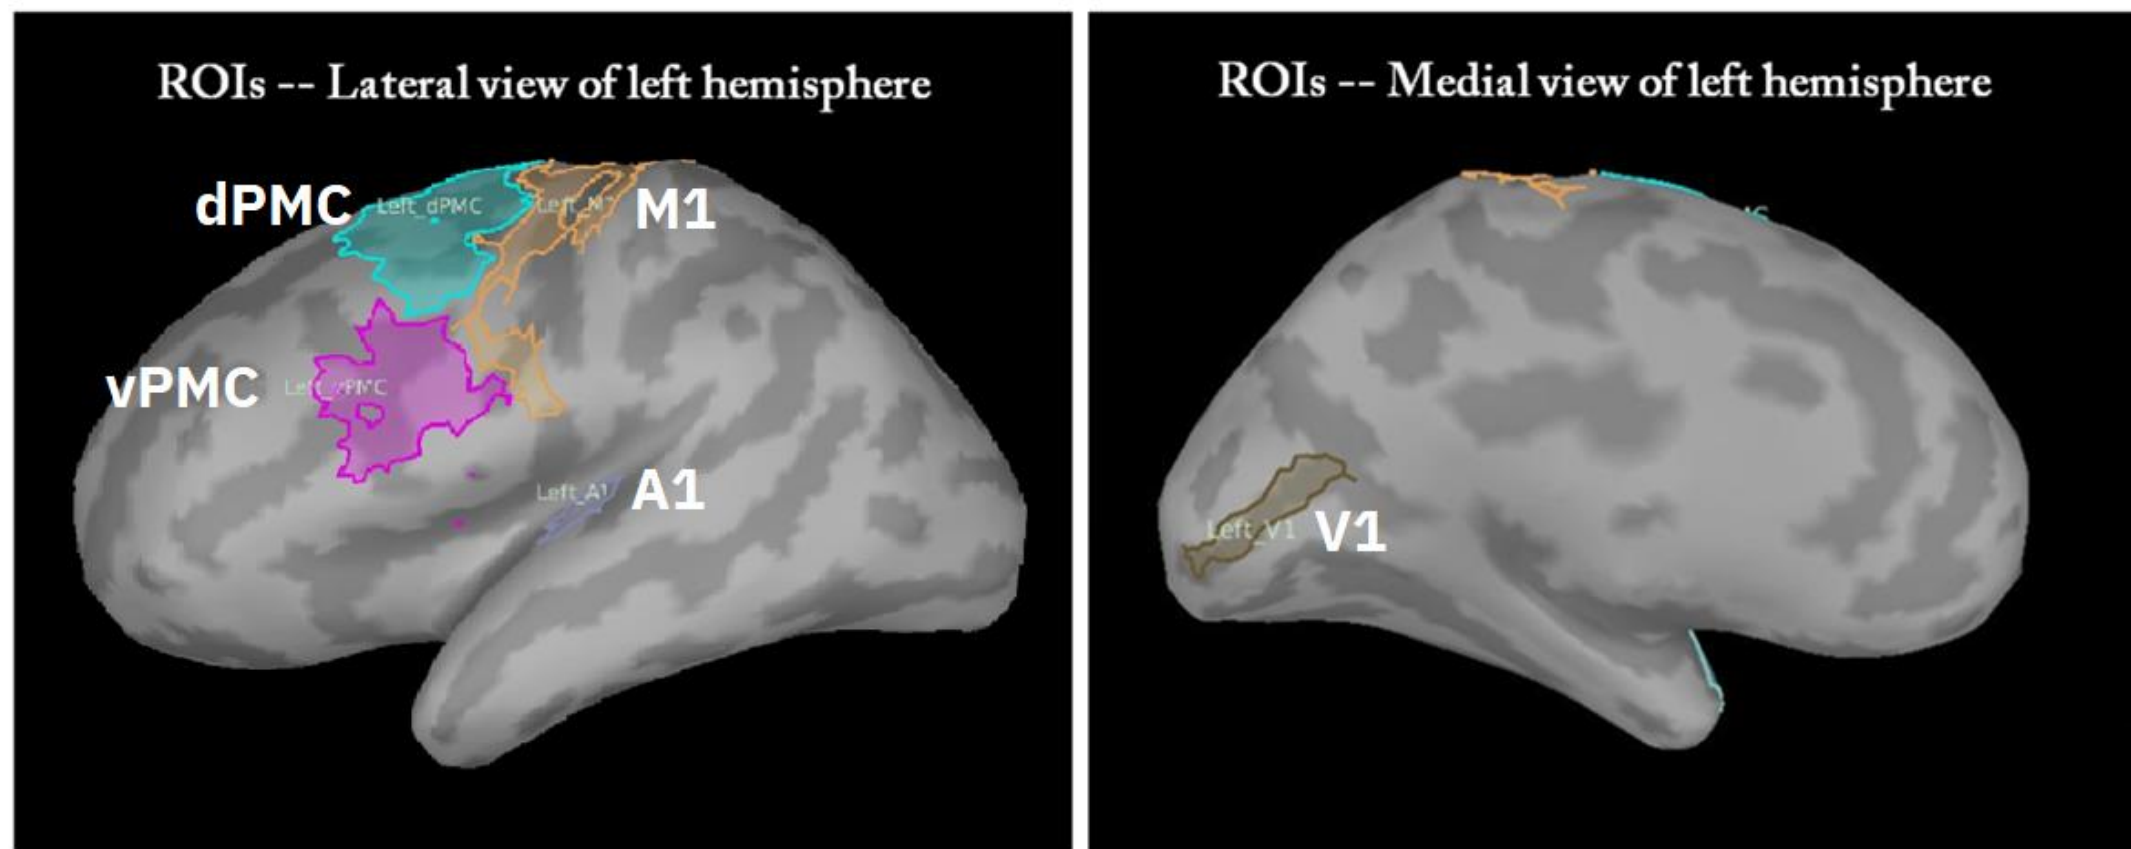 ROIs -- Lateral view of left hemisphere
dPMC
Left_dPMC
M1
vPMC
A1
Left_A1
ROIs -- Medial view of left hemisphere
Left_V1
V1